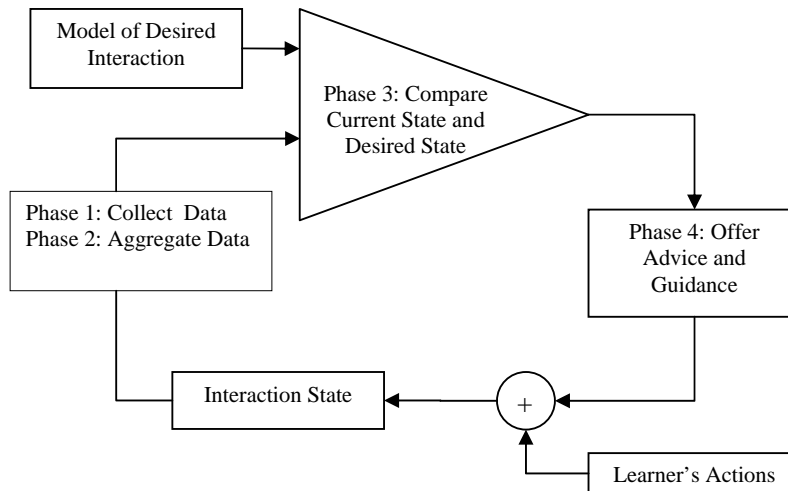 Model of Desired
Interaction
Phase 3: Compare
Current State and
Desired State
Phase 1: Collect Data
Phase 2: Aggregate Data
Phase 4: Offer
Advice and
Guidance
Interaction State
+
Learner’s Actions